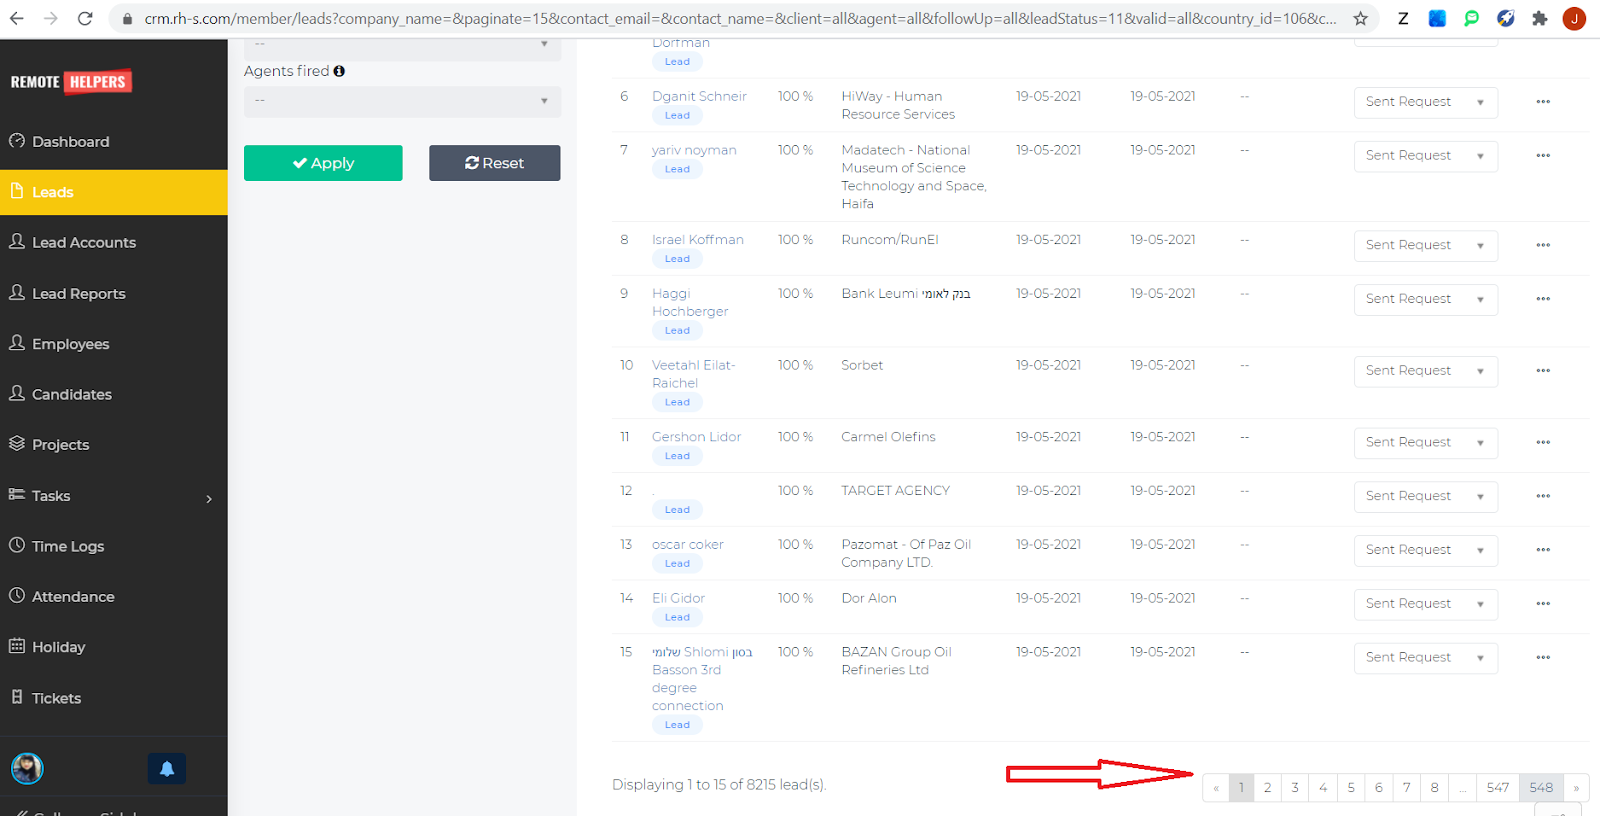 crm.rh-s.com/member/leads?company_name=&paginate=15&contact_email=&contact_name=&client=all&agent=all&followUp=all&leadStatus=11&valid=all&country_id=106&c...
Z
J
REMOTE HELPERS
Dashboard
Leads
Lead Accounts
Lead Reports
Employees
Candidates
Projects
Tasks
Time Logs
Attendance
Holiday
Tickets
--
Agents fired
--
Apply
Reset
Dorfman
Lead
6 Dganit Schneir 100 % HiWay - Human 19-05-2021 19-05-2021 -- Sent Request
Lead Resource Services
7 yariv noyman 100 % Madatech - National 19-05-2021 19-05-2021 -- Sent Request
Lead Museum of Science
Technology and Space,
Haifa
8 Israel Koffman 100 % Runcom/RunEl 19-05-2021 19-05-2021 -- Sent Request
Lead
9 Haggi 100 % Bank Leumi בנק לאומי 19-05-2021 19-05-2021 -- Sent Request
Hochberger
Lead
10 Veetahl Eilat- 100 % Sorbet 19-05-2021 19-05-2021 -- Sent Request
Raichel
Lead
11 Gershon Lidor 100 % Carmel Olefins 19-05-2021 19-05-2021 -- Sent Request
Lead
12 . 100 % TARGET AGENCY 19-05-2021 19-05-2021 -- Sent Request
Lead
13 oscar coker 100 % Pazomat - Of Paz Oil 19-05-2021 19-05-2021 -- Sent Request
Lead Company LTD.
14 Eli Gidor 100 % Dor Alon 19-05-2021 19-05-2021 -- Sent Request
Lead
15 שלומי Shlomi בסון 100 % BAZAN Group Oil 19-05-2021 19-05-2021 -- Sent Request
Basson 3rd Refineries Ltd
degree
connection
Lead
Displaying 1 to 15 of 8215 lead(s).
« 1 2 3 4 5 6 7 8 ... 547 548 »